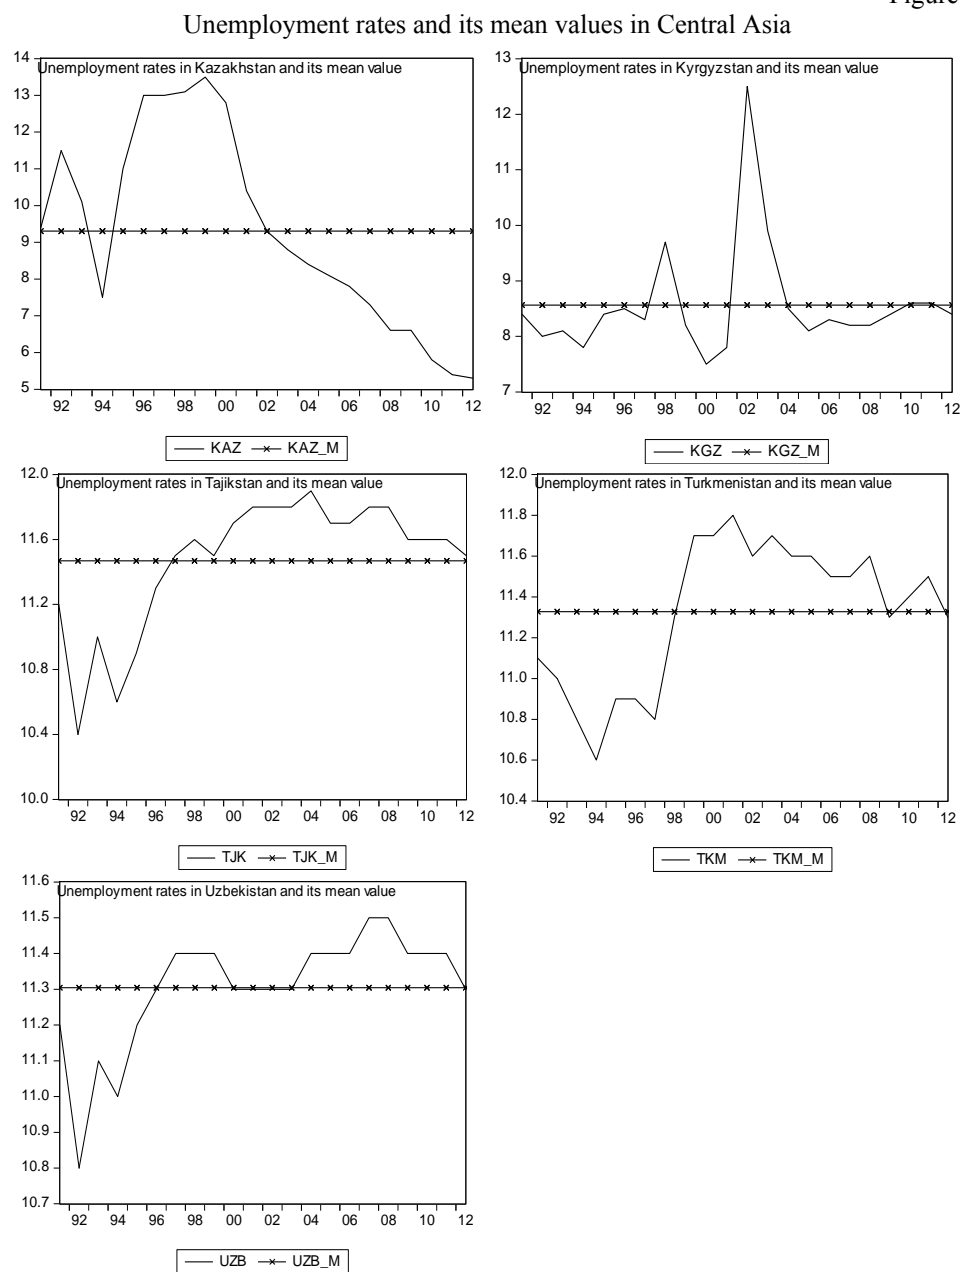 Figure
Unemployment rates and its mean values in Central Asia
Unemployment rates in Kazakhstan and its mean value
14
13
12
11
10
9
8
7
6
5
92 94 96 98 00 02 04 06 08 10 12
KAZ KAZ_M
Unemployment rates in Kyrgyzstan and its mean value
13
12
11
10
9
8
7
92 94 96 98 00 02 04 06 08 10 12
KGZ KGZ_M
Unemployment rates in Tajikstan and its mean value
12.0
11.6
11.2
10.8
10.4
10.0
92 94 96 98 00 02 04 06 08 10 12
TJK TJK_M
Unemployment rates in Turkmenistan and its mean value
12.0
11.8
11.6
11.4
11.2
11.0
10.8
10.6
10.4
92 94 96 98 00 02 04 06 08 10 12
TKM TKM_M
Unemployment rates in Uzbekistan and its mean value
11.6
11.5
11.4
11.3
11.2
11.1
11.0
10.9
10.8
10.7
92 94 96 98 00 02 04 06 08 10 12
UZB UZB_M